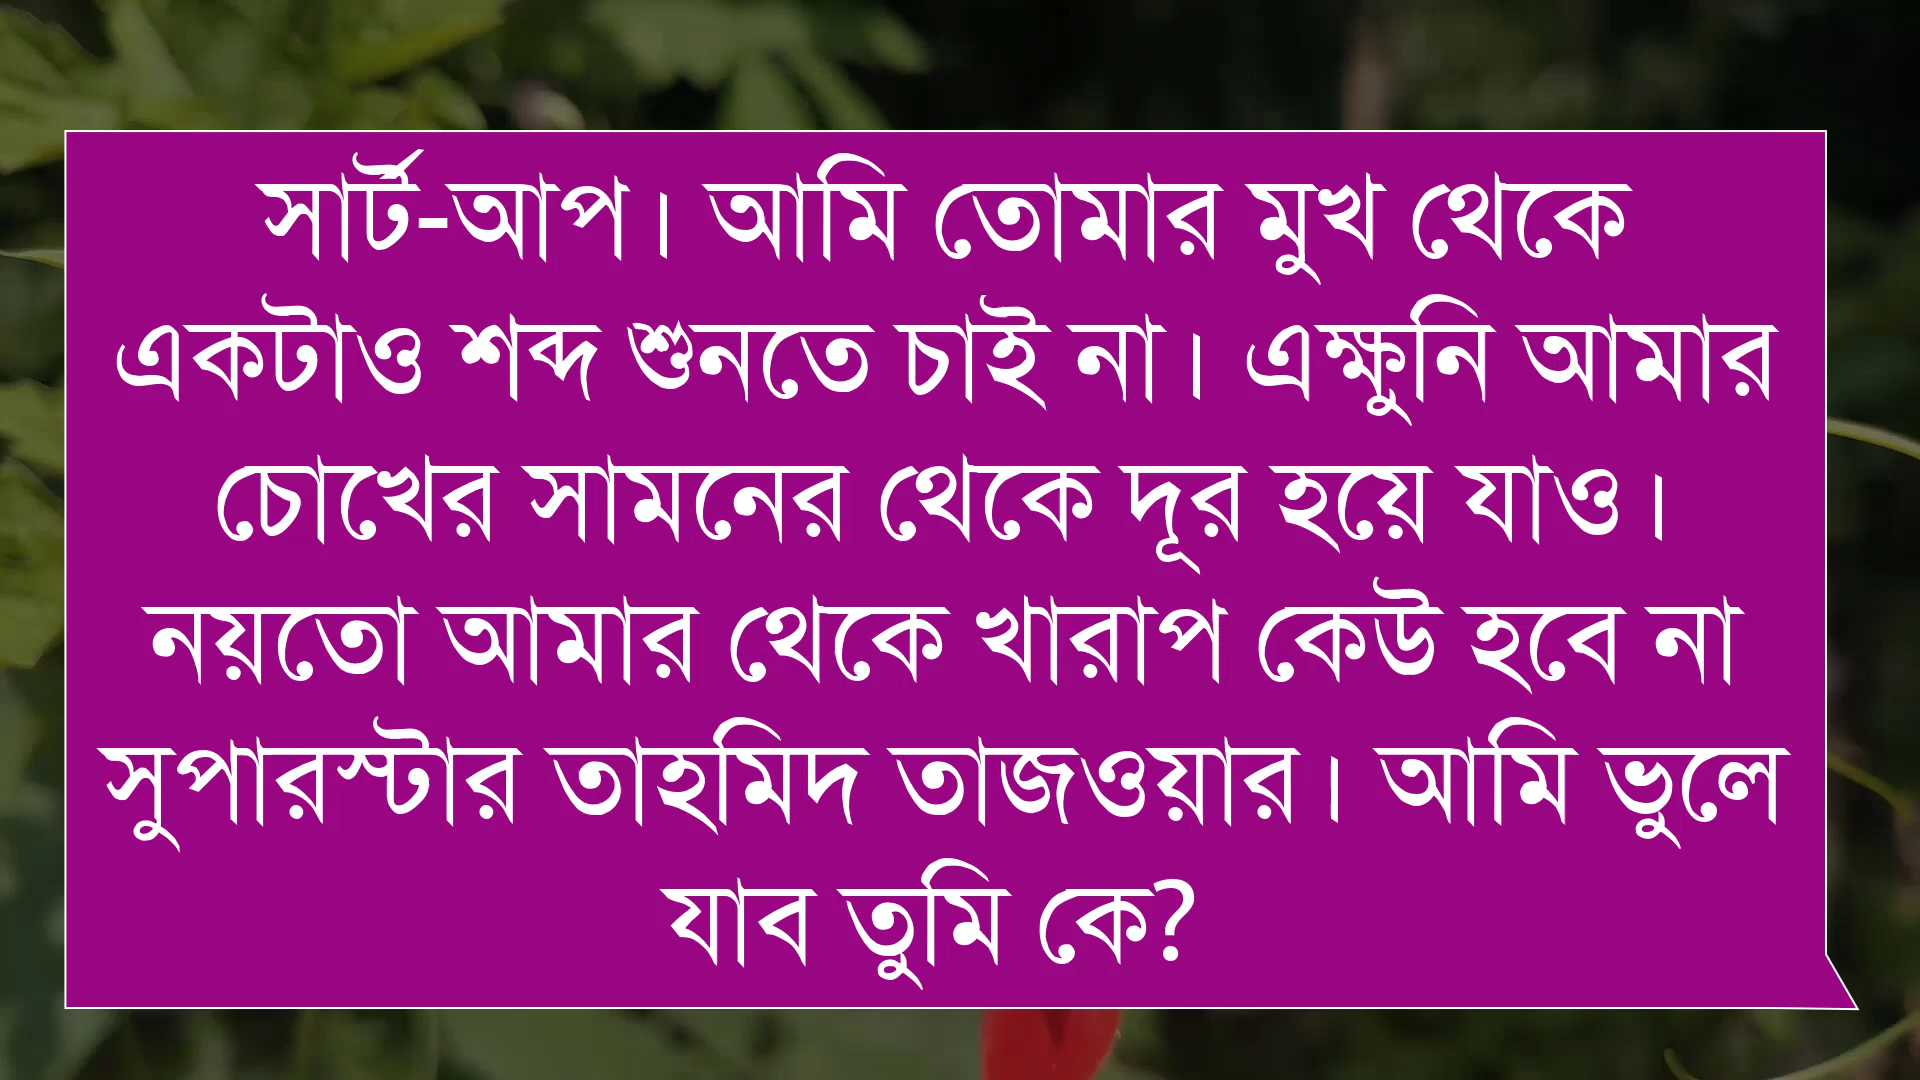 সার্ট-আপ। আমি তোমার মুখ থেকে
একটাও শব্দ শুনতে চাই না। এক্ষুনি আমার
চোখের সামনের থেকে দূর হয়ে যাও।
নয়তো আমার থেকে খারাপ কেউ হবে না
সুপারস্টার তাহমিদ তাজওয়ার। আমি ভুলে
যাব তুমি কে?